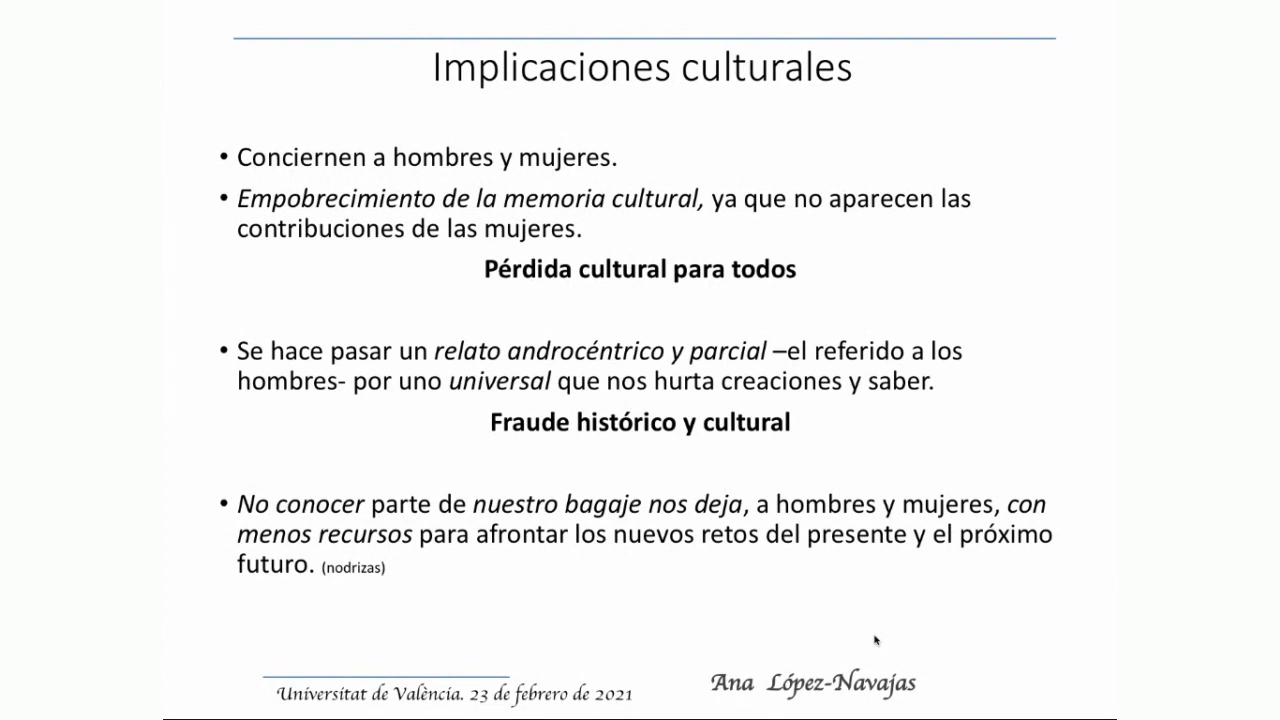 Implicaciones culturales
• Conciernen a hombres y mujeres.
• Empobrecimiento de la memoria cultural, ya que no aparecen las
contribuciones de las mujeres.
Pérdida cultural para todos
• Se hace pasar un relato androcéntrico y parcial –el referido a los
hombres- por uno universal que nos hurta creaciones y saber.
Fraude histórico y cultural
• No conocer parte de nuestro bagaje nos deja, a hombres y mujeres, con
menos recursos para afrontar los nuevos retos del presente y el próximo
futuro. (nodrizas)
Universitat de València. 23 de febrero de 2021
Ana López-Navajas